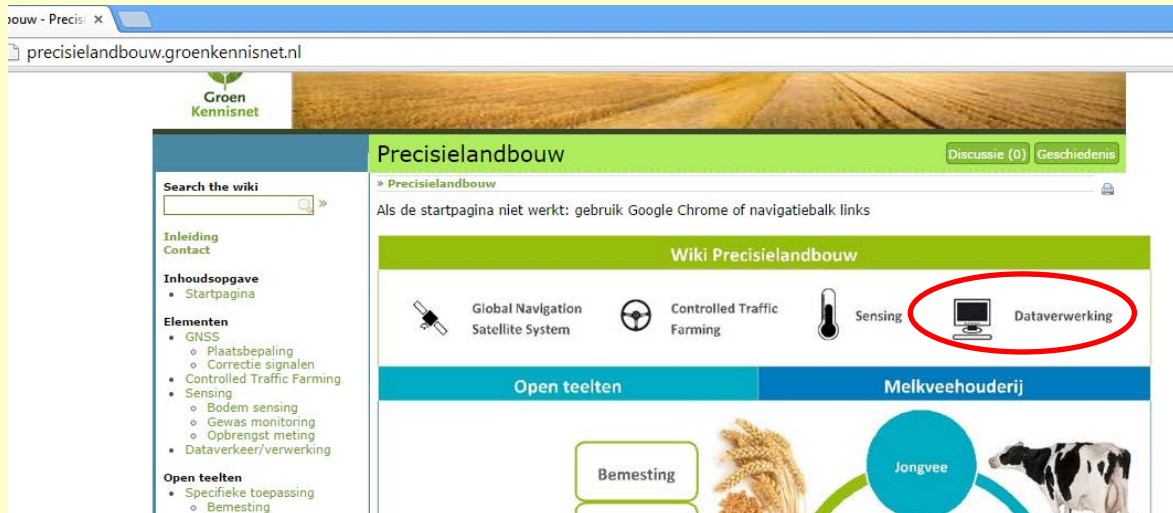 bouw - Precis ×
precisielandbouw.groenkennisnet.nl
Groen
Kennisnet
Precisielandbouw
Discussie (0) Geschiedenis
Search the wiki
»
Inleiding
Contact
Inhoudsopgave
• Startpagina
Elementen
• GNSS
○ Plaatsbepaling
○ Correctie signalen
• Controlled Traffic Farming
• Sensing
○ Bodem sensing
○ Gewas monitoring
○ Opbrengst meting
• Dataverkeer/verwerking
Open teelten
• Specifieke toepassing
○ Bemesting
» Precisielandbouw
Als de startpagina niet werkt: gebruik Google Chrome of navigatiebalk links
Wiki Precisielandbouw
Global Navigation
Satellite System
Controlled Traffic
Farming
Sensing
Dataverwerking
Open teelten
Melkveehouderij
Bemesting
Jongvee